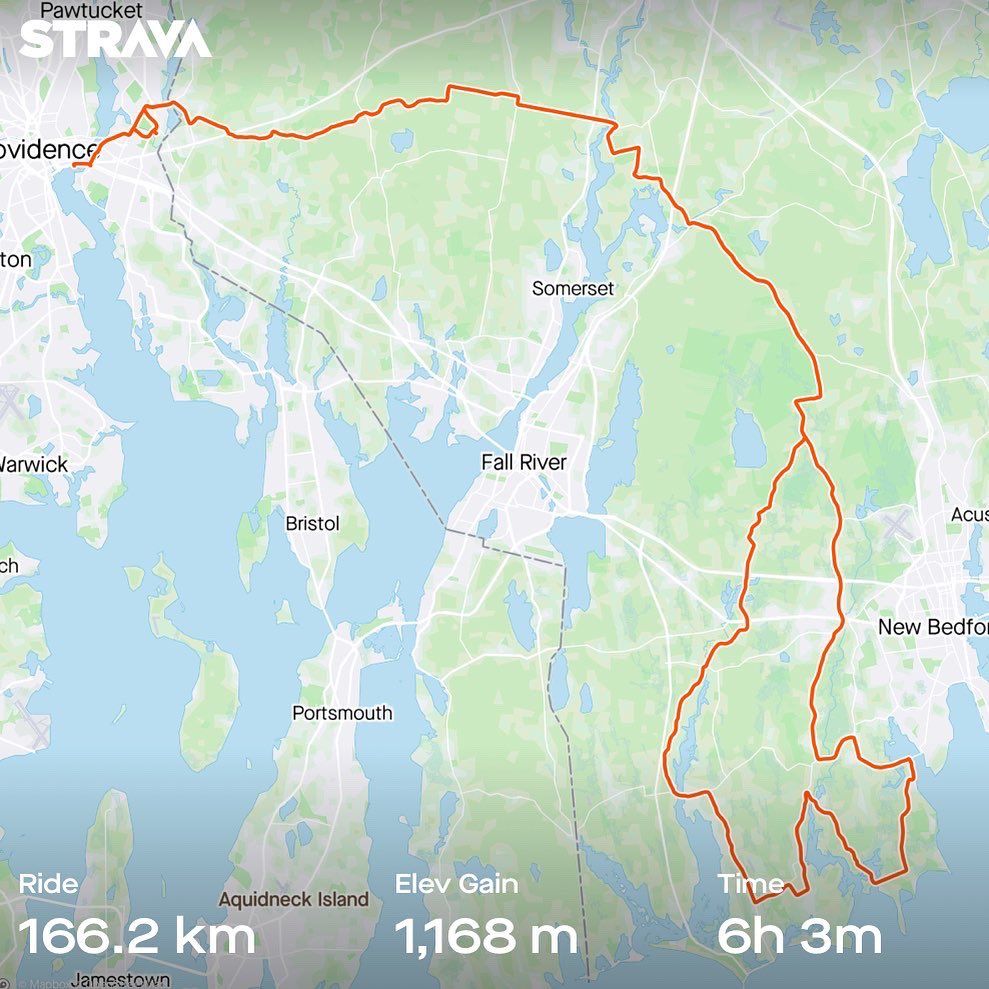 Pawtucket
STRAVA
ovidence
ton
Somerset
Warwick
Fall River
Acus
Bristol
ch
New Bedfor
Portsmouth
Ride
Elev Gain
Time
Aquidneck Island
166.2 km
1,168 m
6h 3m
Jamestown
© Mapbox